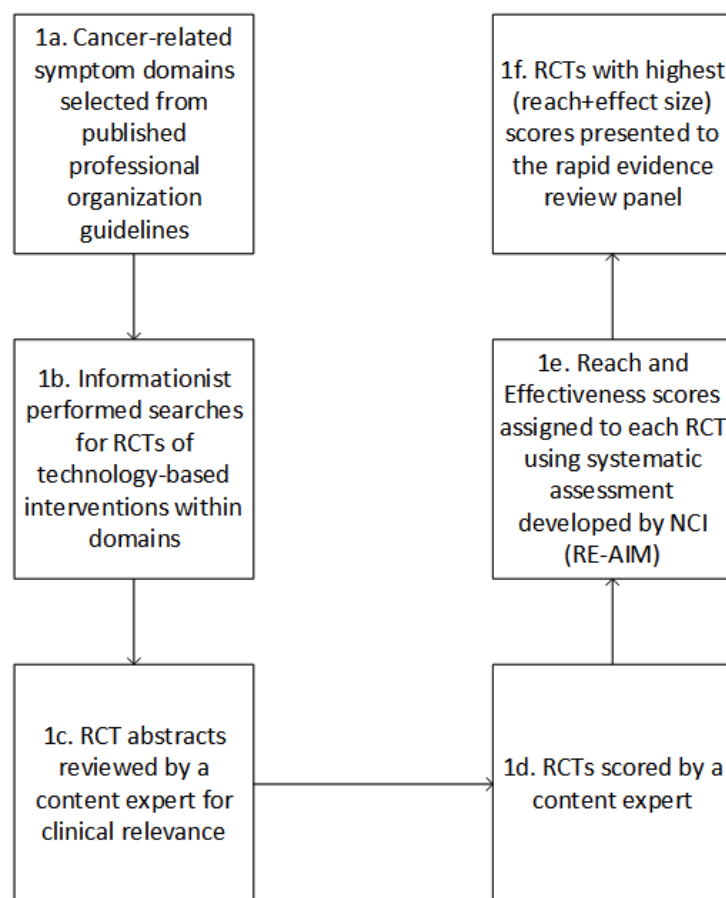 1a. Cancer-related
symptom domains
selected from
published
professional
organization
guidelines
1b. Informationist
performed searches
for RCTs of
technology-based
interventions within
domains
1c. RCT abstracts
reviewed by a
content expert for
clinical relevance
1d. RCTs scored by a
content expert
1e. Reach and
Effectiveness scores
assigned to each RCT
using systematic
assessment
developed by NCI
(RE-AIM)
1f. RCTs with highest
(reach+effect size)
scores presented to
the rapid evidence
review panel